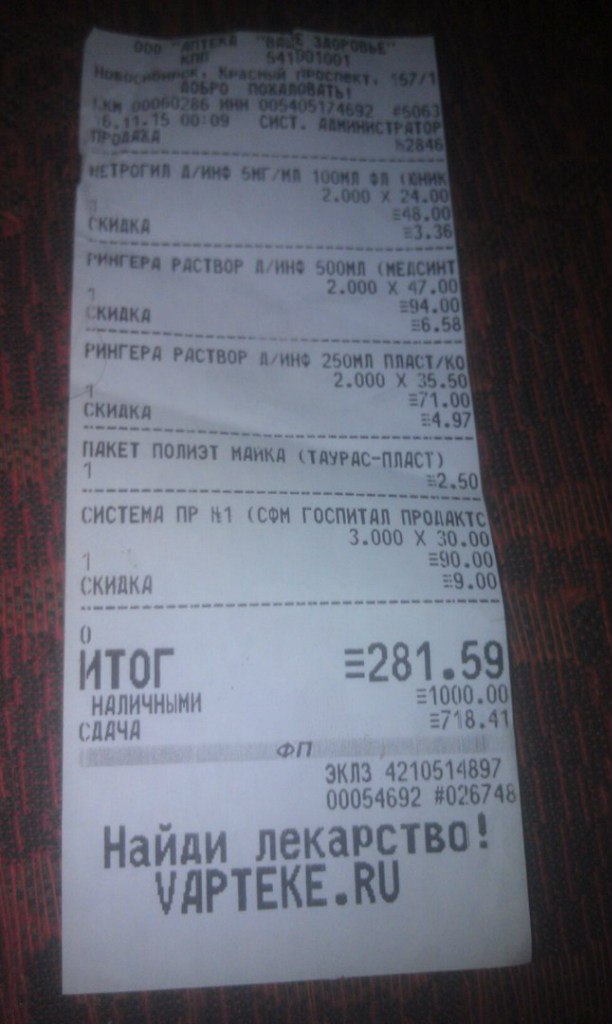 ООО "АПТЕКА "ВАШЕ ЗДОРОВЬЕ"
КПП 541001001
Новосибирск, Красный проспект, 157/1
ДОБРО ПОЖАЛОВАТЬ!
ККМ 00060286 ИНН 005405174692 #6063
6.11.15 00:09 СИСТ. АДМИНИСТРАТОР
ПРОДАЖА №2846
МЕТРОГИЛ Д/ИНФ 5МГ/МЛ 100МЛ ФЛ (ЮНИК
2.000 X 24.00
1 ≡48.00
СКИДКА ≡3.36
РИНГЕРА РАСТВОР Д/ИНФ 500МЛ (МЕДСИНТ
2.000 X 47.00
1 ≡94.00
СКИДКА ≡6.58
РИНГЕРА РАСТВОР Д/ИНФ 250МЛ ПЛАСТ/КО
2.000 X 35.50
1 ≡71.00
СКИДКА ≡4.97
ПАКЕТ ПОЛИЭТ МАЙКА (ТАУРАС-ПЛАСТ)
1 ≡2.50
СИСТЕМА ПР №1 (СФМ ГОСПИТАЛ ПРОДАКТС
3.000 X 30.00
1 ≡90.00
СКИДКА ≡9.00
0
ИТОГ ≡281.59
НАЛИЧНЫМИ ≡1000.00
СДАЧА ≡718.41
ФП
ЭКЛЗ 4210514897
00054692 #026748
Найди лекарство!
VAPTEKE.RU